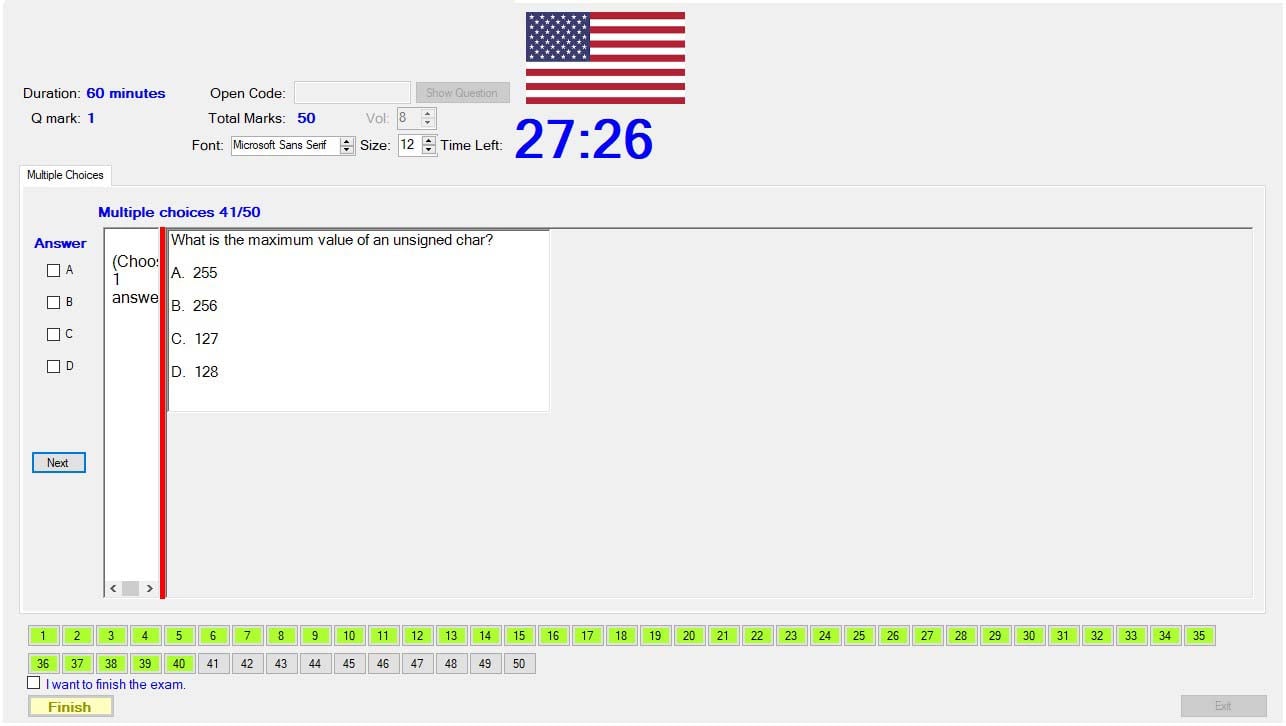 Duration: 60 minutes Open Code: Show Question
Q mark: 1 Total Marks: 50 Vol: 8
Font: Microsoft Sans Serif Size: 12 Time Left: 27:26
Multiple Choices
Multiple choices 41/50
Answer
A
B
C
D
Next
(Choos
1
answe
What is the maximum value of an unsigned char?
A. 255
B. 256
C. 127
D. 128
1 2 3 4 5 6 7 8 9 10 11 12 13 14 15 16 17 18 19 20 21 22 23 24 25 26 27 28 29 30 31 32 33 34 35
36 37 38 39 40 41 42 43 44 45 46 47 48 49 50
I want to finish the exam.
Finish Exit